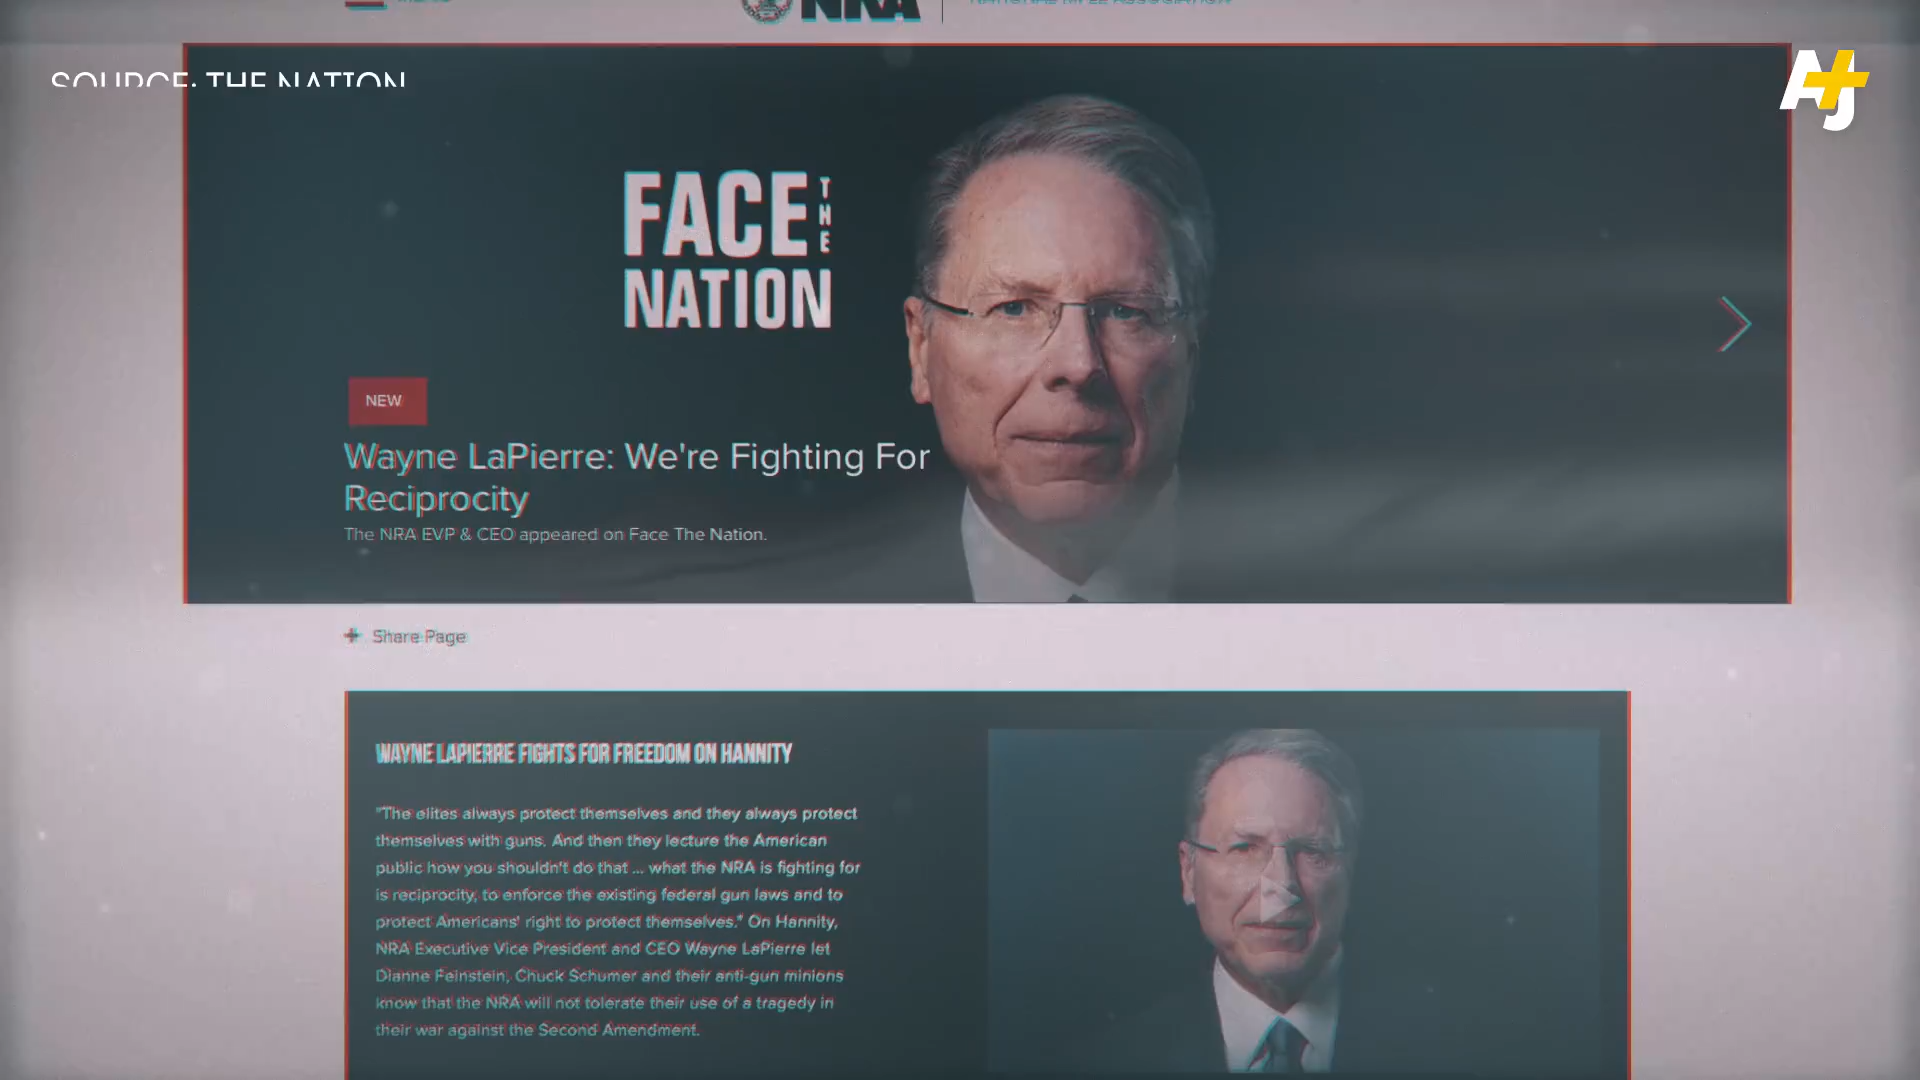 NRA
SOURCE: THE NATION
AJ+
FACE THE
NATION
NEW
Wayne LaPierre: We're Fighting For
Reciprocity
The NRA EVP & CEO appeared on Face The Nation.
Share Page
WAYNE LAPIERRE FIGHTS FOR FREEDOM ON HANNITY
"The elites always protect themselves and they always protect
themselves with guns. And then they lecture the American
public how you shouldn't do that ... what the NRA is fighting for
is reciprocity, to enforce the existing federal gun laws and to
protect Americans' right to protect themselves." On Hannity,
NRA Executive Vice President and CEO Wayne LaPierre let
Dianne Feinstein, Chuck Schumer and their anti-gun minions
know that the NRA will not tolerate their use of a tragedy in
their war against the Second Amendment.